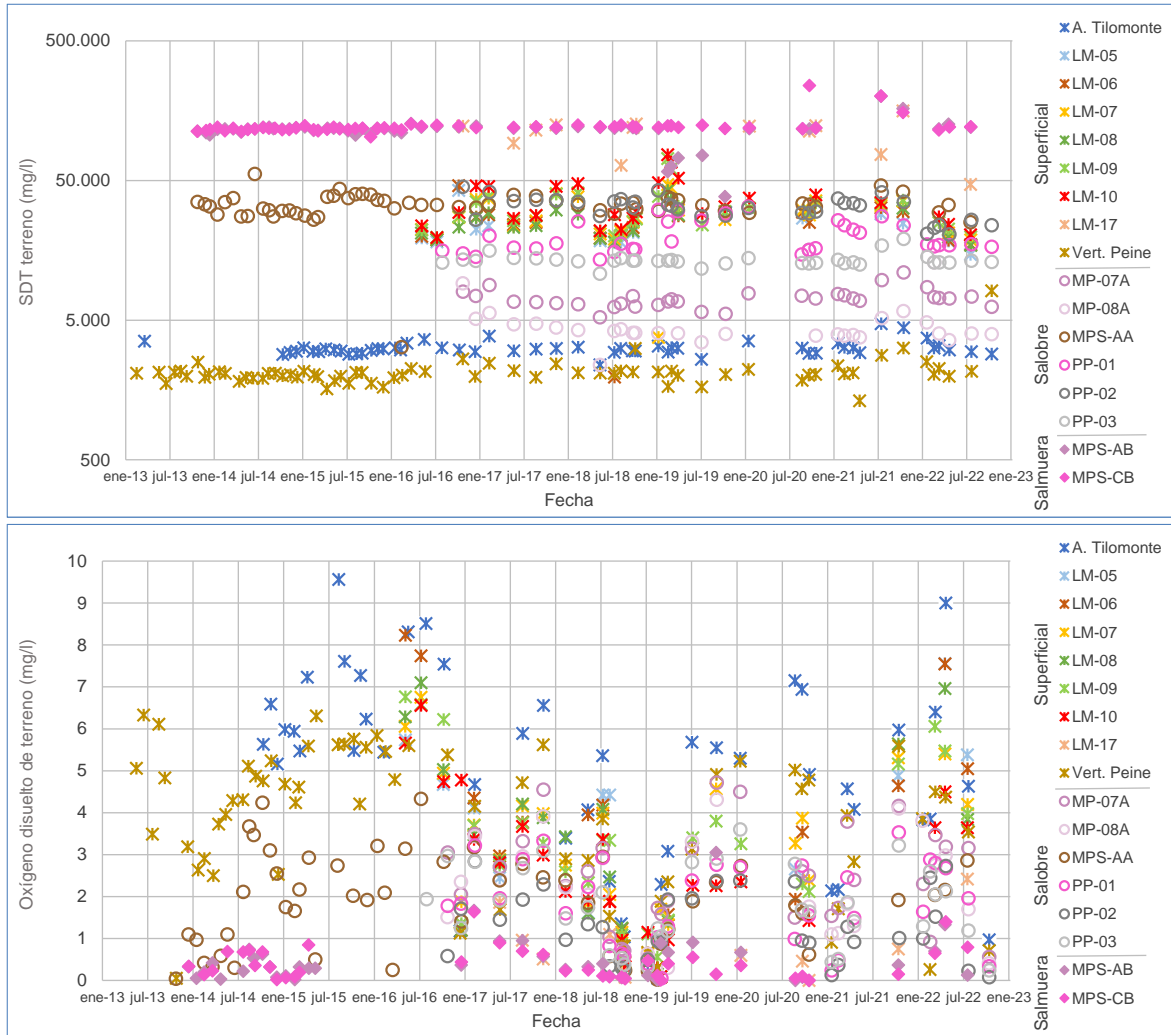 500.000
50.000
5.000
500
SDT terreno (mg/l)
ene-13 jul-13 ene-14 jul-14 ene-15 jul-15 ene-16 jul-16 ene-17 jul-17 ene-18 jul-18 ene-19 jul-19 ene-20 jul-20 ene-21 jul-21 ene-22 jul-22 ene-23
Fecha
A. Tilomonte
LM-05
LM-06
LM-07
LM-08
LM-09
LM-10
LM-17
Vert. Peine
MP-07A
MP-08A
MPS-AA
PP-01
PP-02
PP-03
MPS-AB
MPS-CB
Superficial
Salobre
Salmuera
10
9
8
7
6
5
4
3
2
1
0
Oxígeno disuelto de terreno (mg/l)
ene-13 jul-13 ene-14 jul-14 ene-15 jul-15 ene-16 jul-16 ene-17 jul-17 ene-18 jul-18 ene-19 jul-19 ene-20 jul-20 ene-21 jul-21 ene-22 jul-22 ene-23
Fecha
A. Tilomonte
LM-05
LM-06
LM-07
LM-08
LM-09
LM-10
LM-17
Vert. Peine
MP-07A
MP-08A
MPS-AA
PP-01
PP-02
PP-03
MPS-AB
MPS-CB
Superficial
Salobre
Salmuera